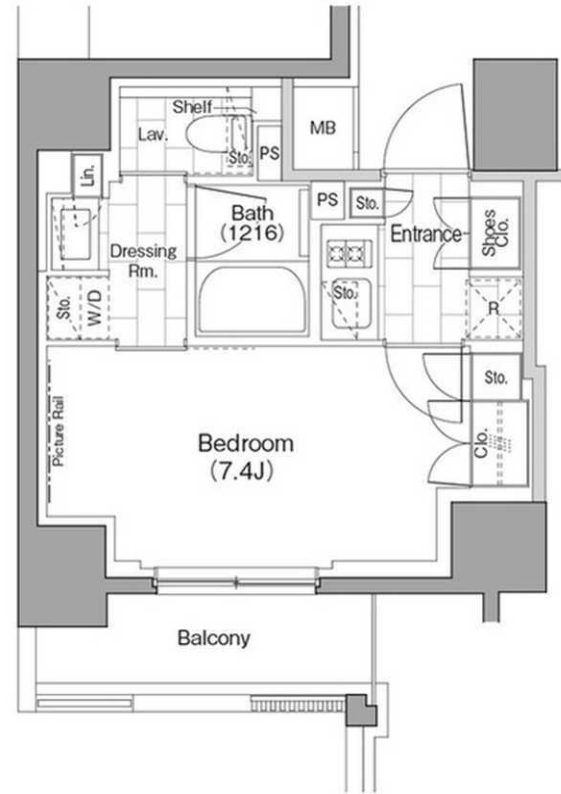 Shelf
MB
Lav.
Sto.
PS
Lin.
Bath
(1216)
PS
Sto.
Entrance
Shoes
Clo.
Dressing
Rm.
Sto.
W/D
Sto.
R
Sto.
Picture Rail
Bedroom
(7.4J)
Clo.
Balcony